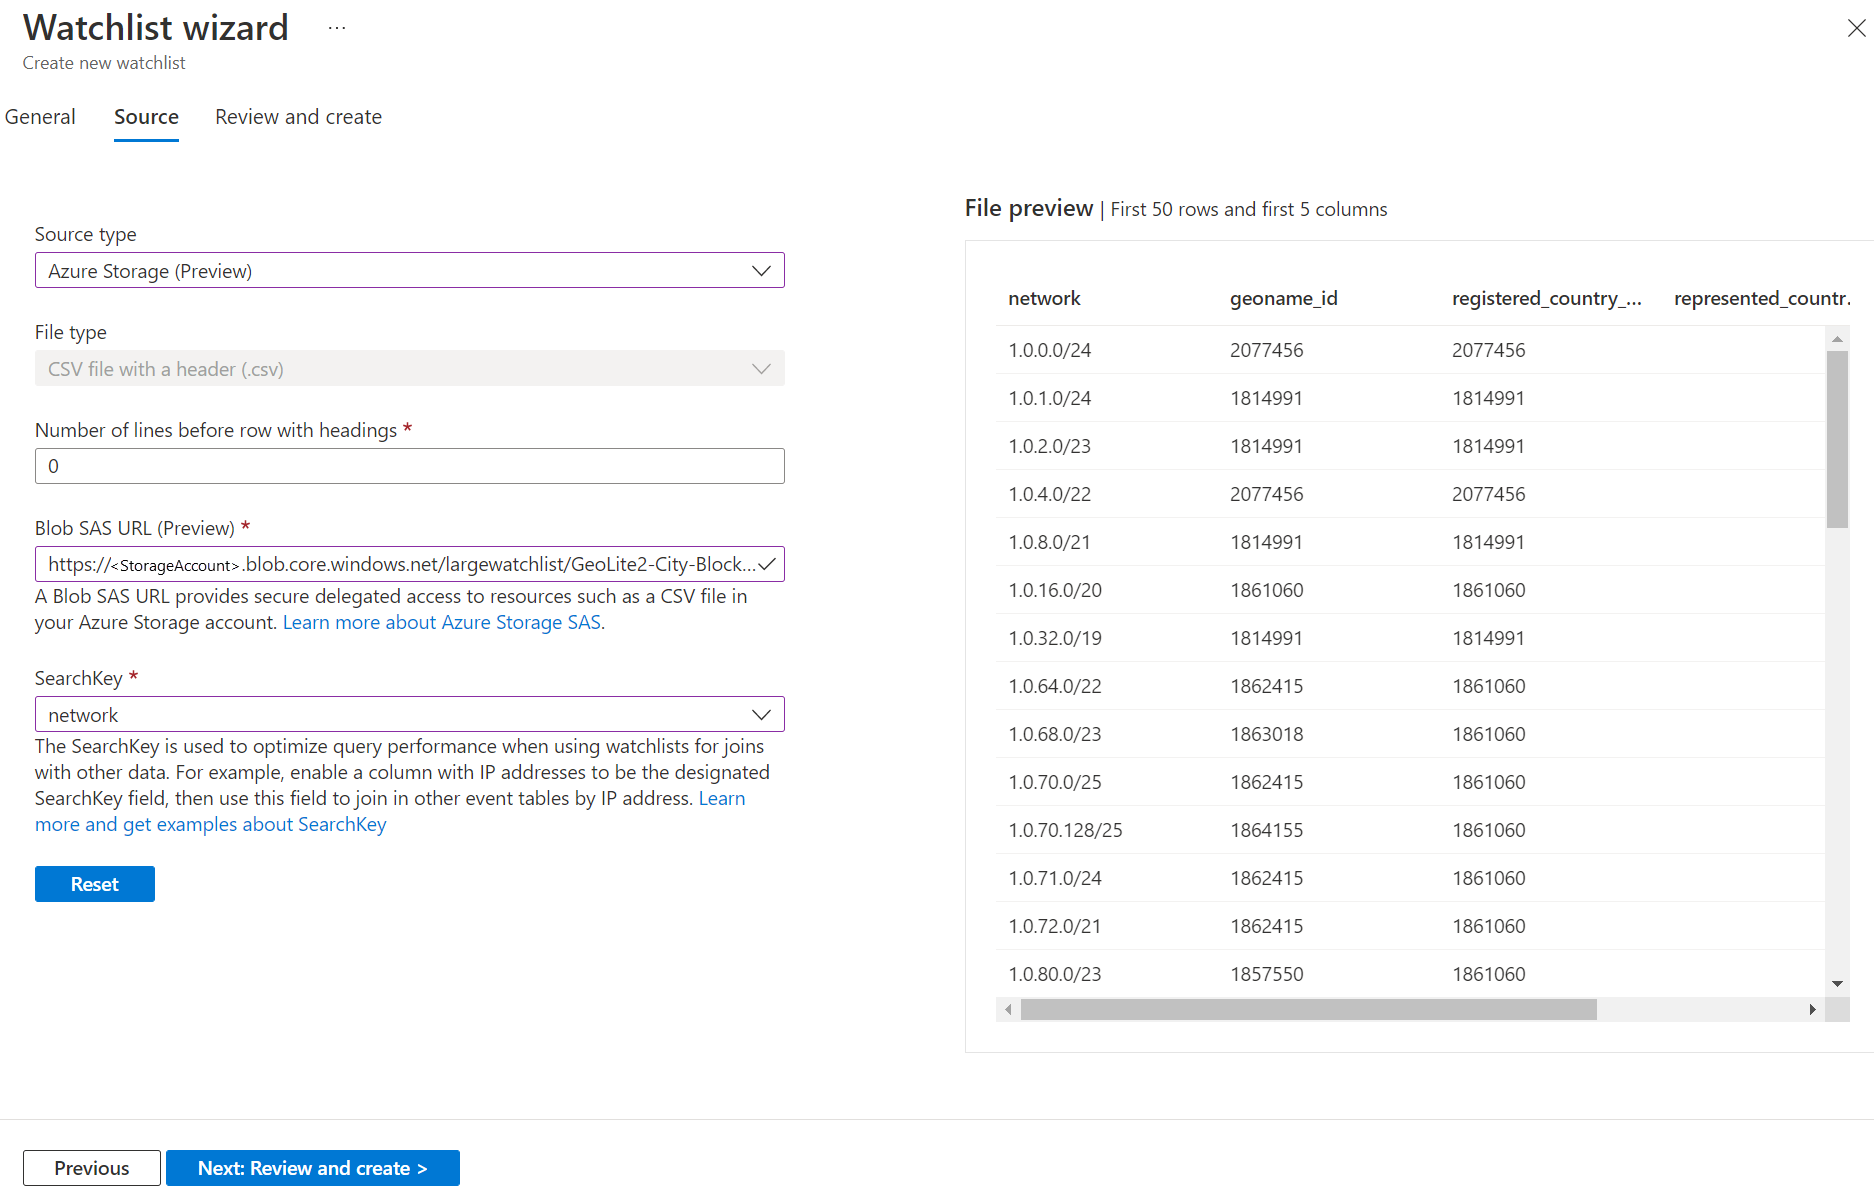 Watchlist wizard ...
Create new watchlist
General Source Review and create
Source type
Azure Storage (Preview)
File type
CSV file with a header (.csv)
Number of lines before row with headings *
0
Blob SAS URL (Preview) *
https://<StorageAccount>.blob.core.windows.net/largewatchlist/GeoLite2-City-Block...
A Blob SAS URL provides secure delegated access to resources such as a CSV file in
your Azure Storage account. Learn more about Azure Storage SAS.
SearchKey *
network
The SearchKey is used to optimize query performance when using watchlists for joins
with other data. For example, enable a column with IP addresses to be the designated
SearchKey field, then use this field to join in other event tables by IP address. Learn
more and get examples about SearchKey
Reset
File preview | First 50 rows and first 5 columns
network geoname_id registered_country_... represented_countr.
1.0.0.0/24 2077456 2077456
1.0.1.0/24 1814991 1814991
1.0.2.0/23 1814991 1814991
1.0.4.0/22 2077456 2077456
1.0.8.0/21 1814991 1814991
1.0.16.0/20 1861060 1861060
1.0.32.0/19 1814991 1814991
1.0.64.0/22 1862415 1861060
1.0.68.0/23 1863018 1861060
1.0.70.0/25 1862415 1861060
1.0.70.128/25 1864155 1861060
1.0.71.0/24 1862415 1861060
1.0.72.0/21 1862415 1861060
1.0.80.0/23 1857550 1861060
Previous Next: Review and create >